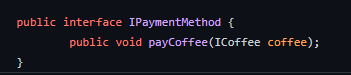 public interface IPaymentMethod {
        public void payCoffee(ICoffee coffee);
}